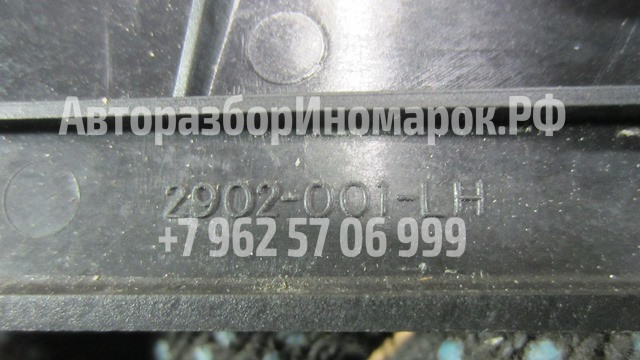 АвторазборИномарок.РФ
2902-001-LH
+7 962 57 06 999